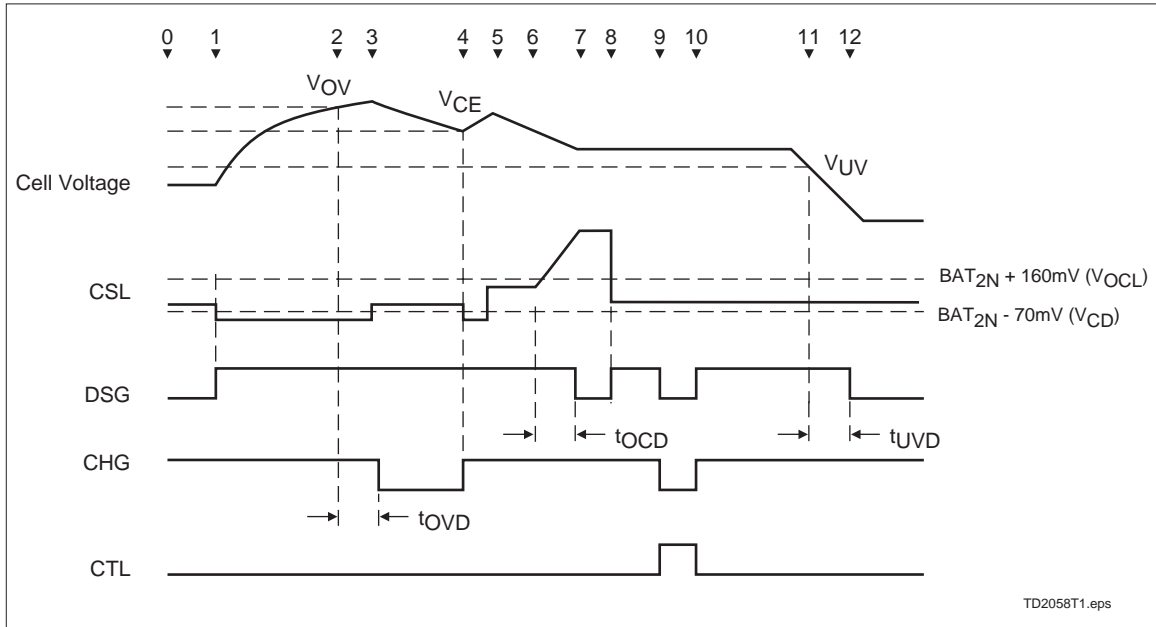 0 1 2 3 4 5 6 7 8 9 10 11 12
VOV
VCE
VUV
Cell Voltage
BAT2N + 160mV (VOCL)
CSL
BAT2N - 70mV (VCD)
DSG
tOCD
tUVD
CHG
tOVD
CTL
TD2058T1.eps